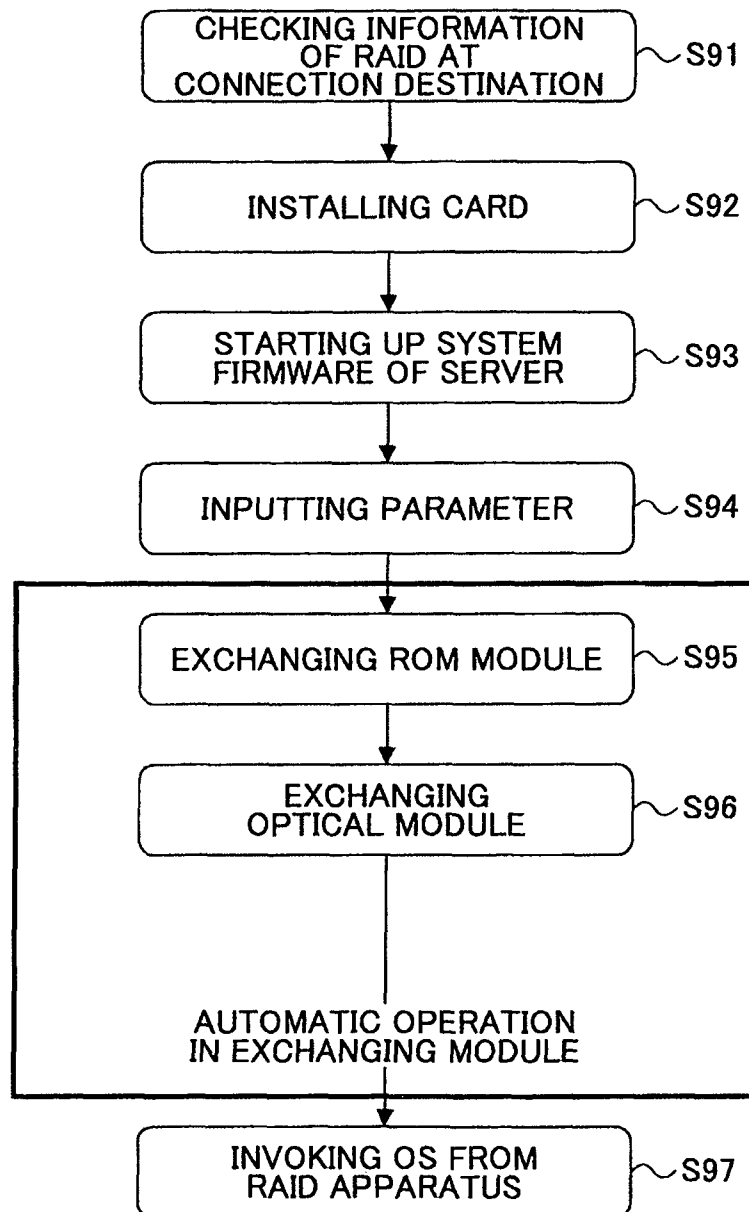 CHECKING INFORMATION
OF RAID AT
CONNECTION DESTINATION
S91
INSTALLING CARD
S92
STARTING UP SYSTEM
FIRMWARE OF SERVER
S93
INPUTTING PARAMETER
S94
EXCHANGING ROM MODULE
S95
EXCHANGING
OPTICAL MODULE
S96
AUTOMATIC OPERATION
IN EXCHANGING MODULE
INVOKING OS FROM
RAID APPARATUS
S97